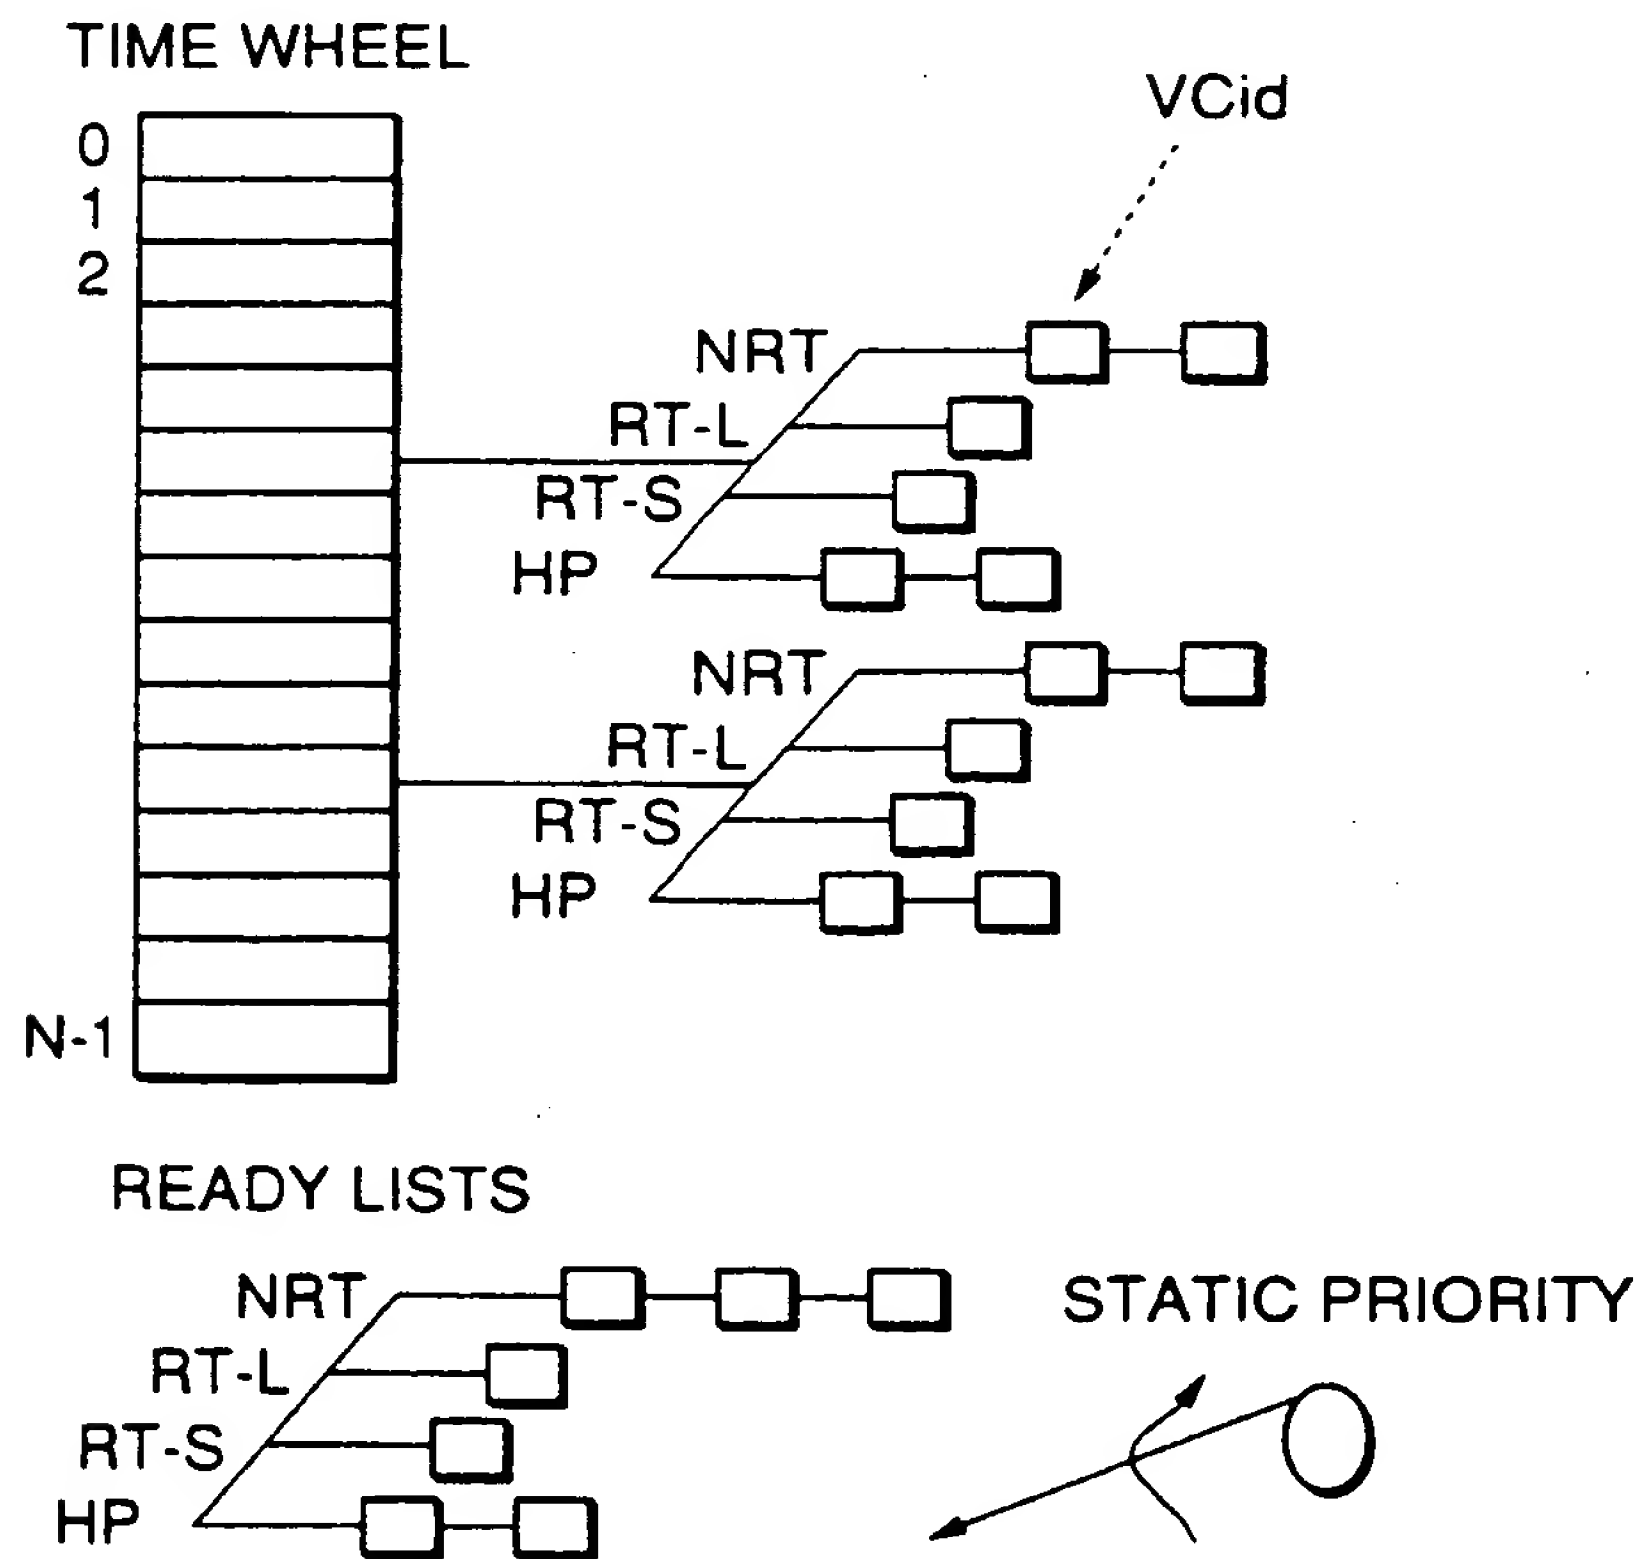 TIME WHEEL
VCid
0
1
2
NRT
RT-L
RT-S
HP
NRT
RT-L
RT-S
HP
N-1
READY LISTS
NRT
STATIC PRIORITY
RT-L
RT-S
HP